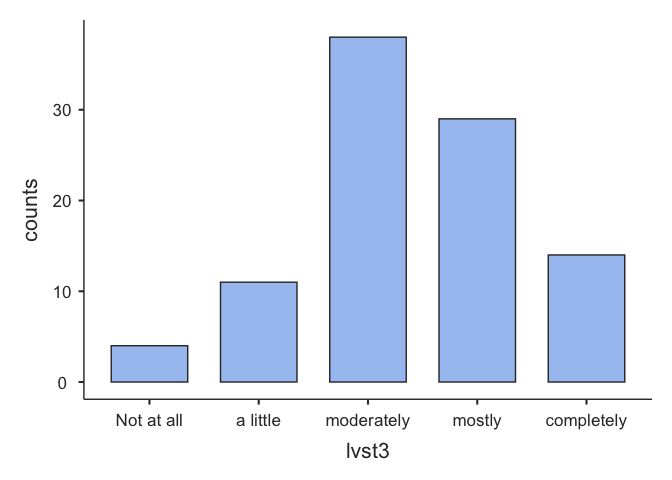 counts
30
20
10
0
Not at all
a little
moderately
mostly
completely
lvst3